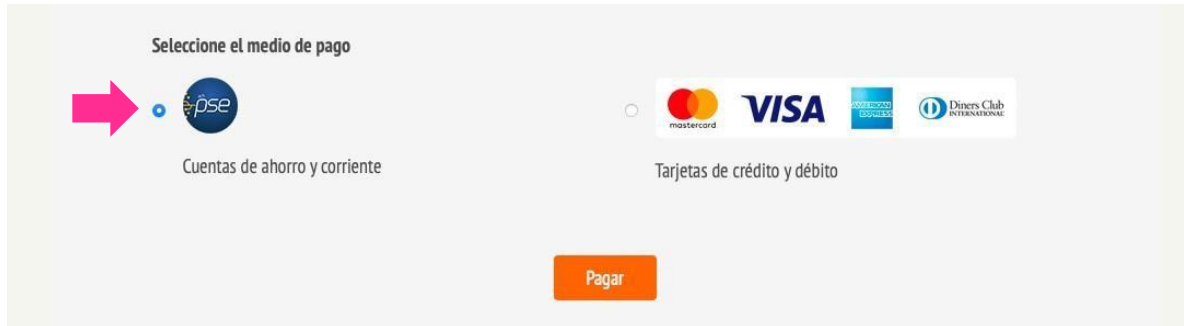 Seleccione el medio de pago
pse
mastercard
VISA
AMERICAN
EXPRESS
Diners Club
INTERNATIONAL
Cuentas de ahorro y corriente
Tarjetas de crédito y débito
Pagar